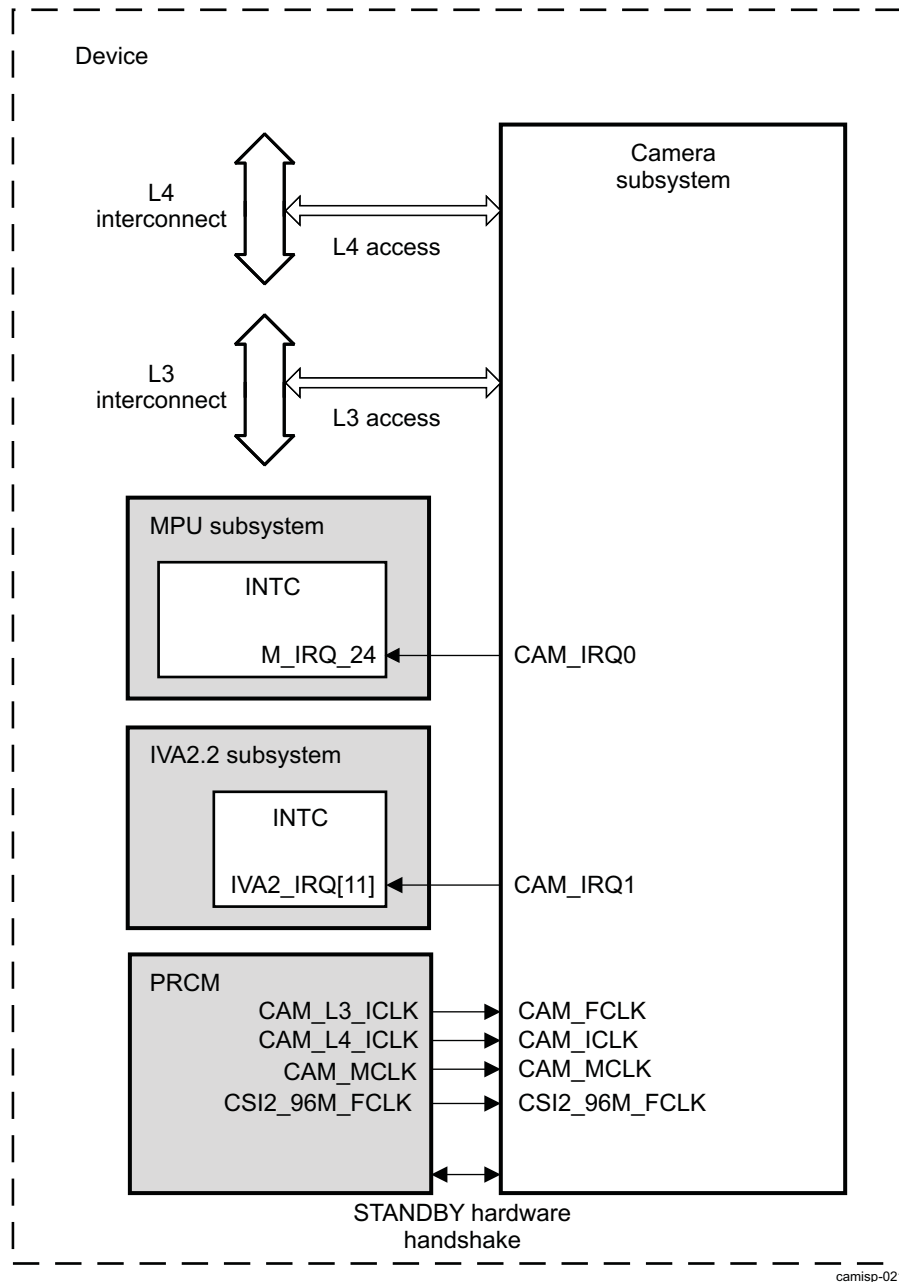 Device
Camera
subsystem
L4
interconnect
L4 access
L3
interconnect
L3 access
MPU subsystem
INTC
M_IRQ_24
CAM_IRQ0
IVA2.2 subsystem
INTC
IVA2_IRQ[11]
CAM_IRQ1
PRCM
CAM_L3_ICLK
CAM_FCLK
CAM_L4_ICLK
CAM_ICLK
CAM_MCLK
CAM_MCLK
CSI2_96M_FCLK
CSI2_96M_FCLK
STANDBY hardware
handshake
camisp-02